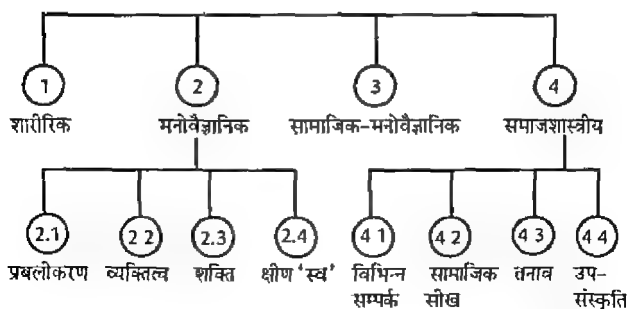 1 2 3 4
शारीरिक मनोवैज्ञानिक सामाजिक-मनोवैज्ञानिक समाजशास्त्रीय
2.1 2 2 2.3 2.4 4 1 4 2 4 3 4 4
प्रबलीकरण व्यक्तित्व शक्ति क्षीण ‘स्व’ विभिन्न सामाजिक तनाव उप-
सम्पर्क सीख संस्कृति